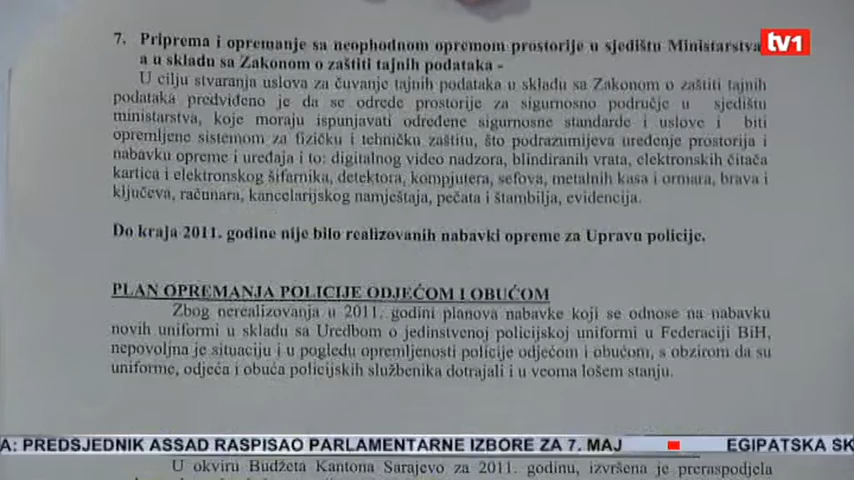 tv1
7. Priprema i opremanje sa neophodnom opremom prostorije u sjedištu Ministarstva
a u skladu sa Zakonom o zaštiti tajnih podataka -
U cilju stvaranja uslova za čuvanje tajnih podataka u skladu sa Zakonom o zaštiti tajnih
podataka predviđeno je da se odrede prostorije za sigurnosno područje u sjedištu
ministarstva, koje moraju ispunjavati određene sigurnosne standarde i uslove i biti
opremljene sistemom za fizičku i tehničku zaštitu, što podrazumijeva uređenje prostorija i
nabavku opreme i uređaja i to: digitalnog video nadzora, blindiranih vrata, elektronskih čitača
kartica i elektronskog šifarnika, detektora, kompjutera, sefova, metalnih kasa i ormara, brava i
ključeva, računara, kancelarijskog namještaja, pečata i štambilja, evidencija.
Do kraja 2011. godine nije bilo realizovanih nabavki opreme za Upravu policije.
PLAN OPREMANJA POLICIJE ODJEĆOM I OBUĆOM
Zbog nerealizovanja u 2011. godini planova nabavke koji se odnose na nabavku
novih uniformi u skladu sa Uredbom o jedinstvenoj policijskoj uniformi u Federaciji BiH,
nepovoljna je situaciju i u pogledu opremljenosti policije odjećom i obućom, s obzirom da su
uniforme, odjeća i obuća policijskih službenika dotrajali i u veoma lošem stanju.
A: PREDSJEDNIK ASSAD RASPISAO PARLAMENTARNE IZBORE ZA 7. MAJ EGIPATSKA SK
U okviru Budžeta Kantona Sarajevo za 2011. godinu, izvršena je preraspodjela